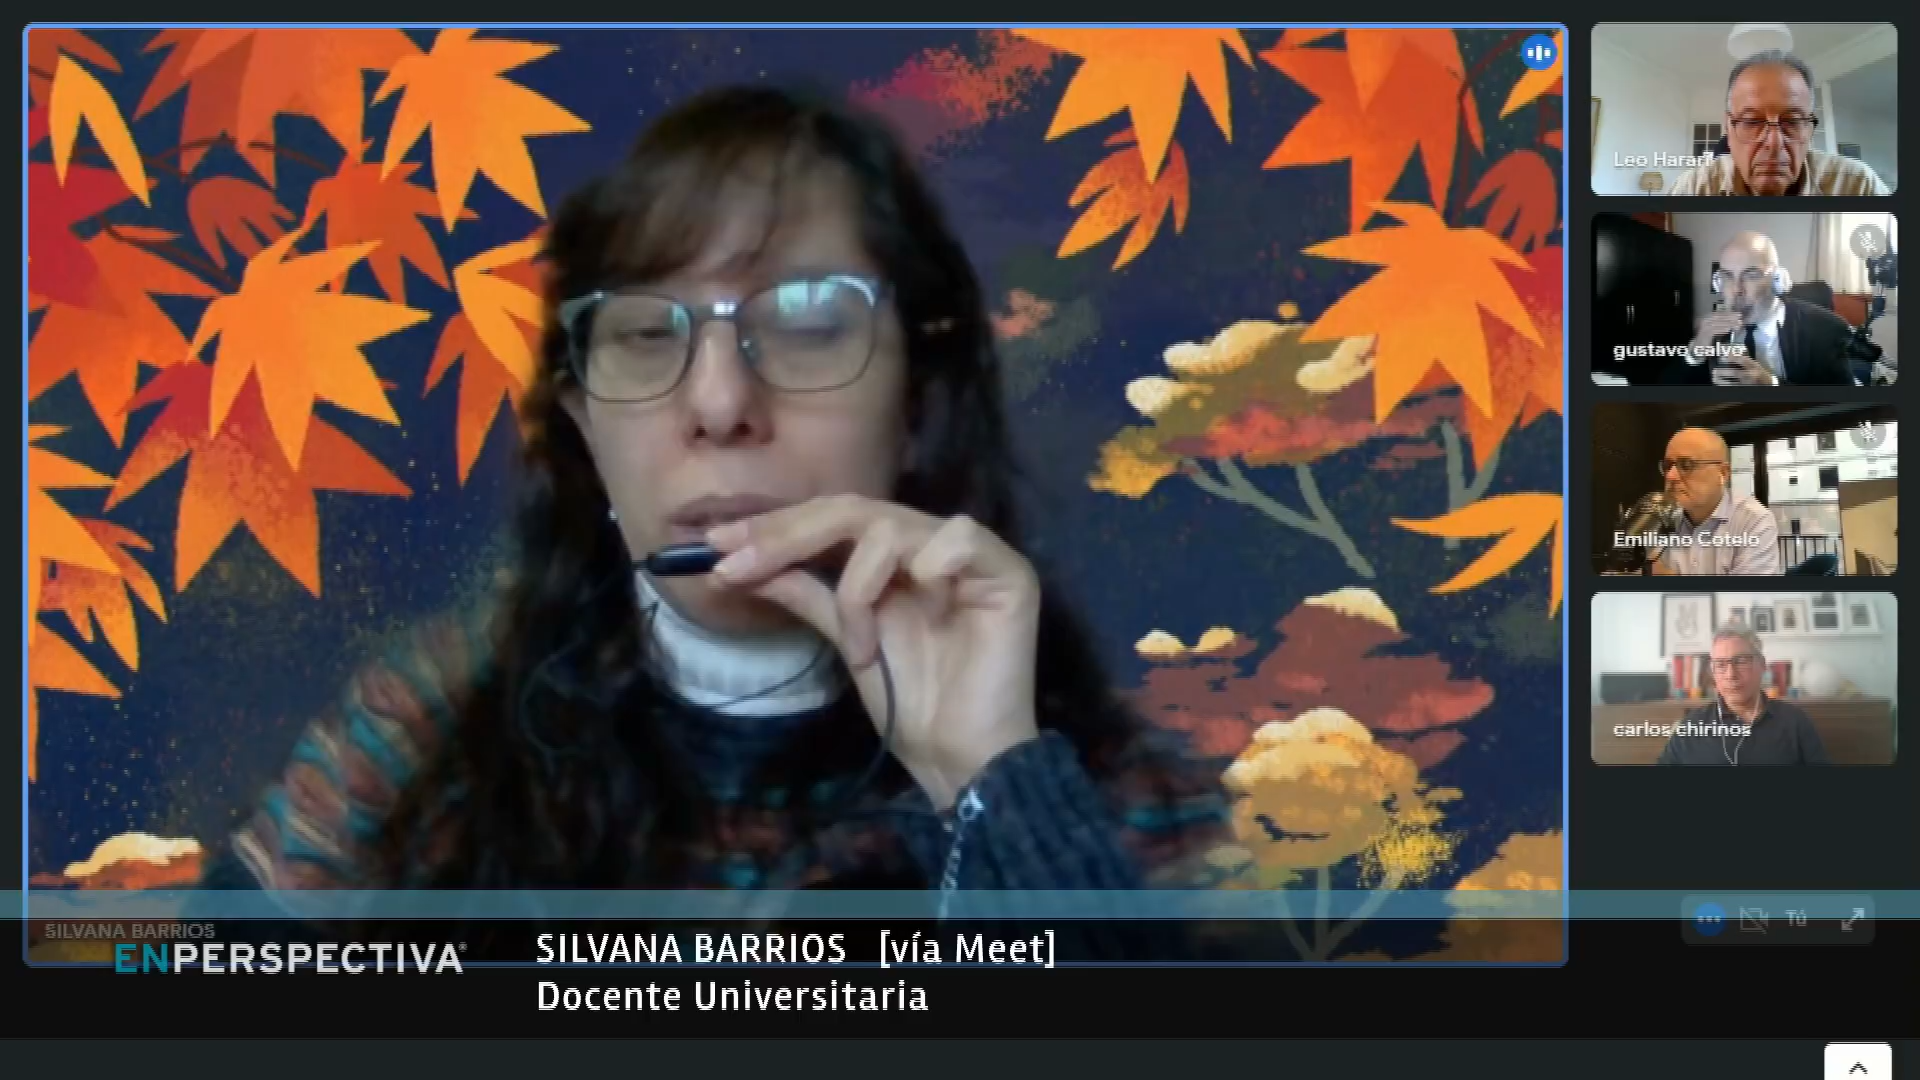 Leo Harari
gustavo calvo
Emiliano Cotelo
carlos chirinos
Tú
SILVANA BARRIOS
ENPERSPECTIVA®
SILVANA BARRIOS [vía Meet]
Docente Universitaria